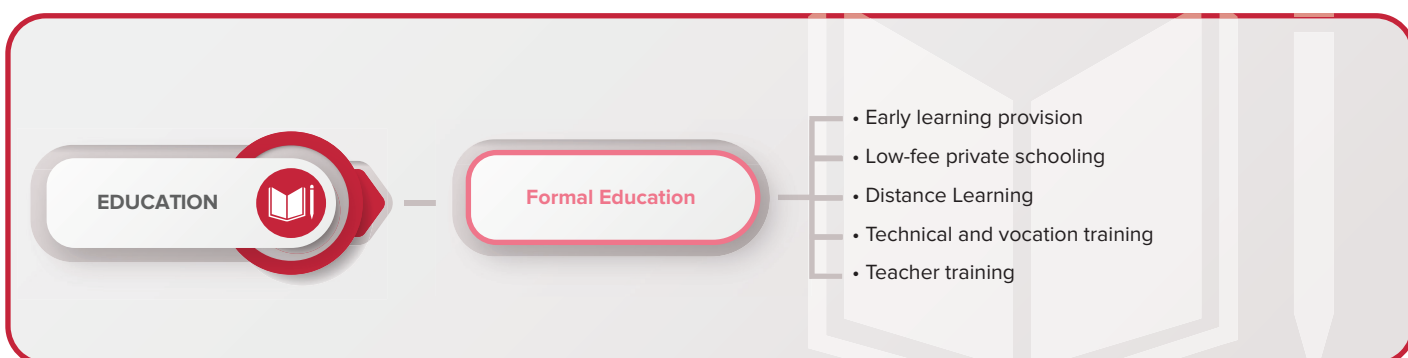 EDUCATION
Formal Education
• Early learning provision
• Low-fee private schooling
• Distance Learning
• Technical and vocation training
• Teacher training